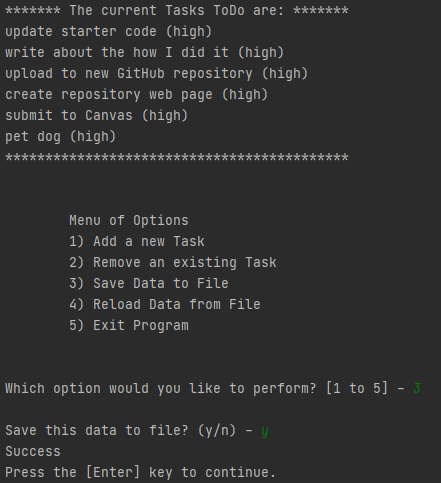 ******* The current Tasks ToDo are: *******
update starter code (high)
write about the how I did it (high)
upload to new GitHub repository (high)
create repository web page (high)
submit to Canvas (high)
pet dog (high)
*******************************************
Menu of Options
1) Add a new Task
2) Remove an existing Task
3) Save Data to File
4) Reload Data from File
5) Exit Program
Which option would you like to perform? [1 to 5] - 3
Save this data to file? (y/n) - y
Success
Press the [Enter] key to continue.